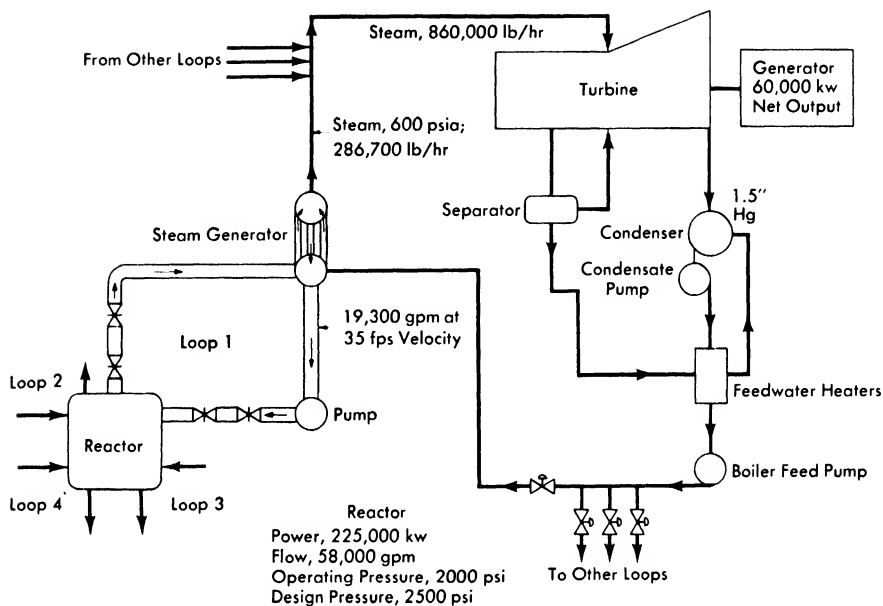 Steam, 860,000 lb/hr
From Other Loops
Turbine
Generator
60,000 kw
Net Output
Steam, 600 psia;
286,700 lb/hr
Separator
1.5"
Hg
Steam Generator
Condenser
Condensate
Pump
19,300 gpm at
35 fps Velocity
Loop 1
Loop 2
Feedwater Heaters
Pump
Reactor
Boiler Feed Pump
Loop 4
Loop 3
Reactor
Power, 225,000 kw
Flow, 58,000 gpm
Operating Pressure, 2000 psi
Design Pressure, 2500 psi
To Other Loops